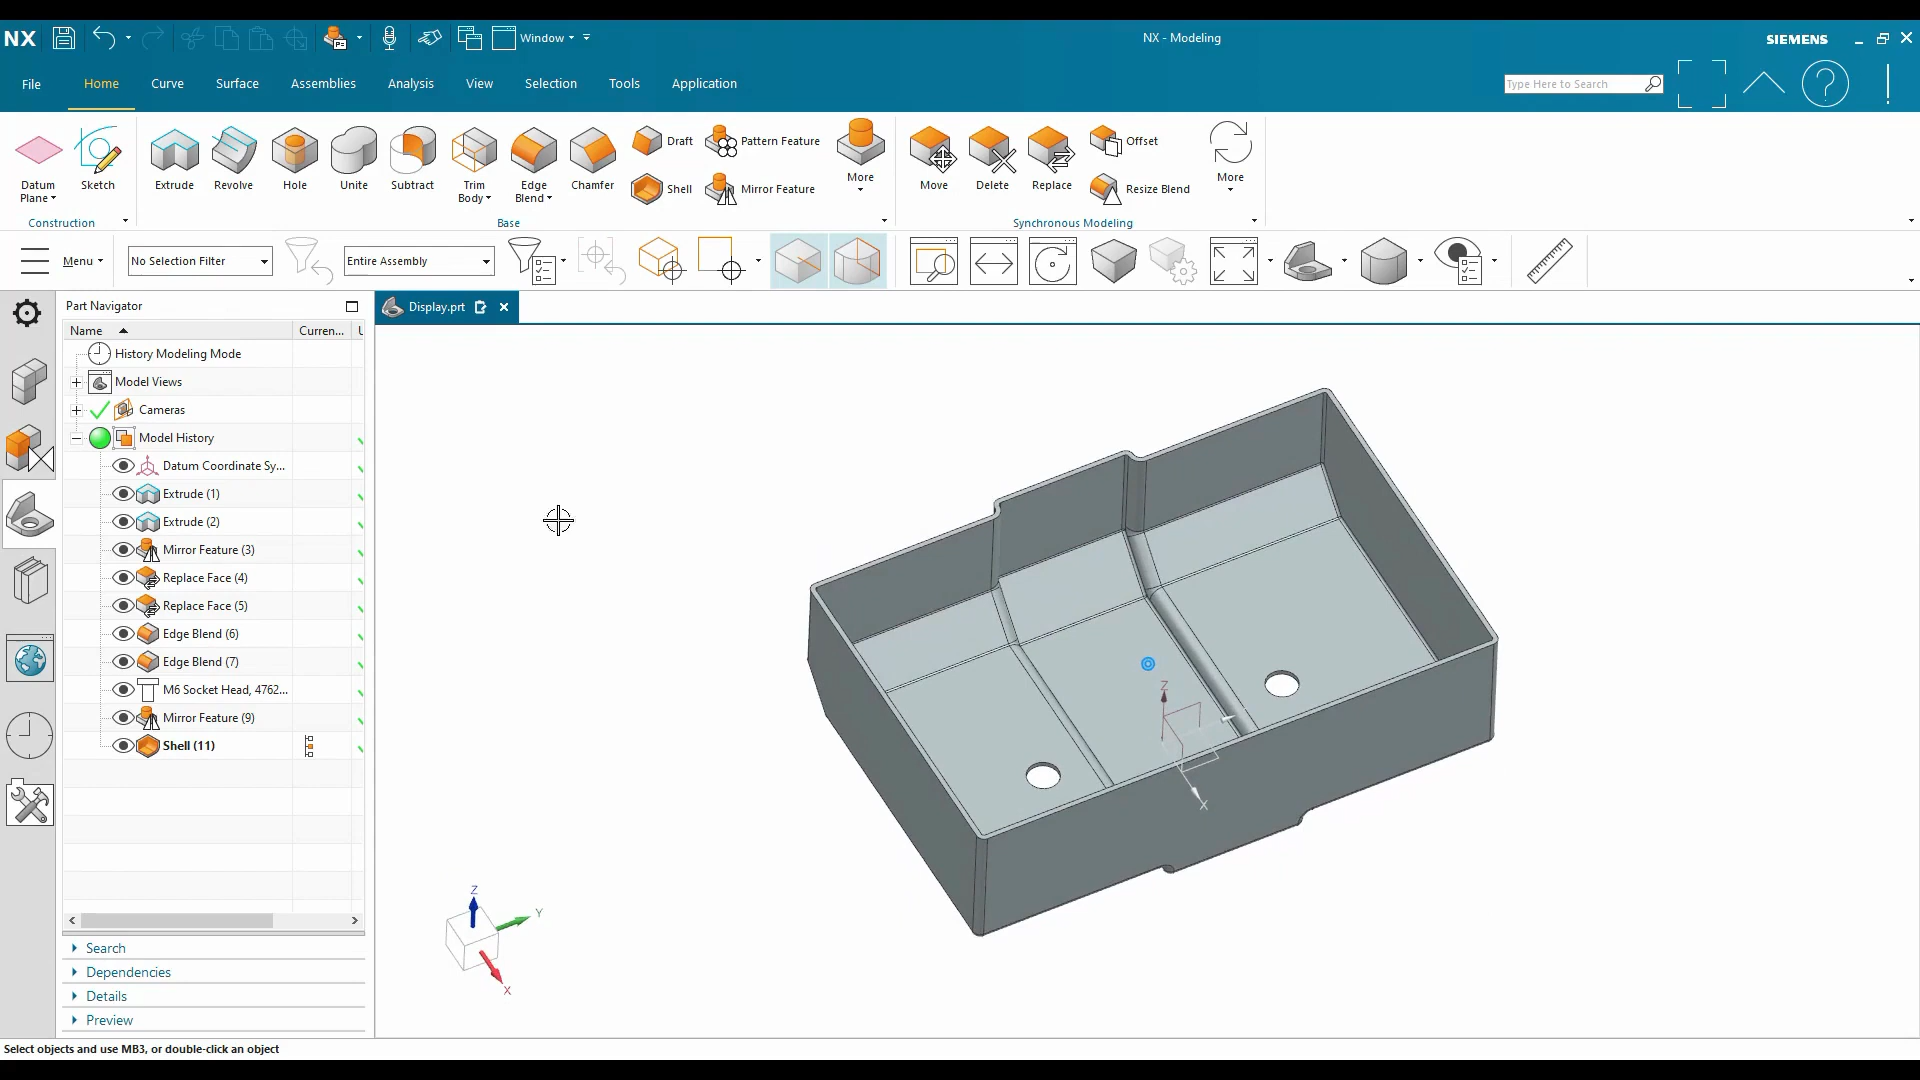 NX
Window
NX - Modeling
SIEMENS
File
Home
Curve
Surface
Assemblies
Analysis
View
Selection
Tools
Application
Type Here to Search
Datum Plane
Sketch
Extrude
Revolve
Hole
Unite
Subtract
Trim Body
Edge Blend
Chamfer
Draft
Shell
Pattern Feature
Mirror Feature
More
Move
Delete
Replace
Offset
Resize Blend
More
Construction
Base
Synchronous Modeling
Menu
No Selection Filter
Entire Assembly
Part Navigator
Display.prt
Name
Curren...
History Modeling Mode
Model Views
Cameras
Model History
Datum Coordinate Sy...
Extrude (1)
Extrude (2)
Mirror Feature (3)
Replace Face (4)
Replace Face (5)
Edge Blend (6)
Edge Blend (7)
M6 Socket Head, 4762...
Mirror Feature (9)
Shell (11)
Search
Dependencies
Details
Preview
Z
X
Z
Y
X
Select objects and use MB3, or double-click an object